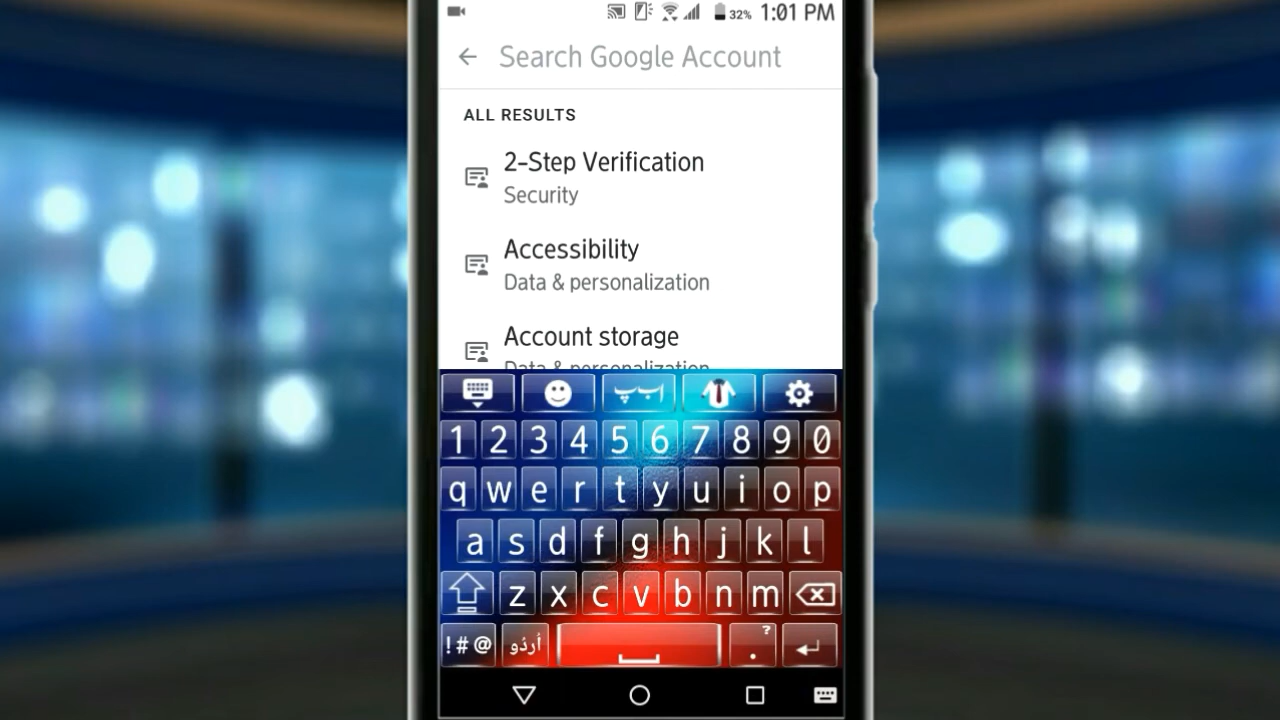 32% 1:01 PM
Search Google Account
ALL RESULTS
2-Step Verification
Security
Accessibility
Data & personalization
Account storage
Data & personalization
ا ب پ
1 2 3 4 5 6 7 8 9 0
q w e r t y u i o p
a s d f g h j k l
z x c v b n m
!#@ اُردُو . ?